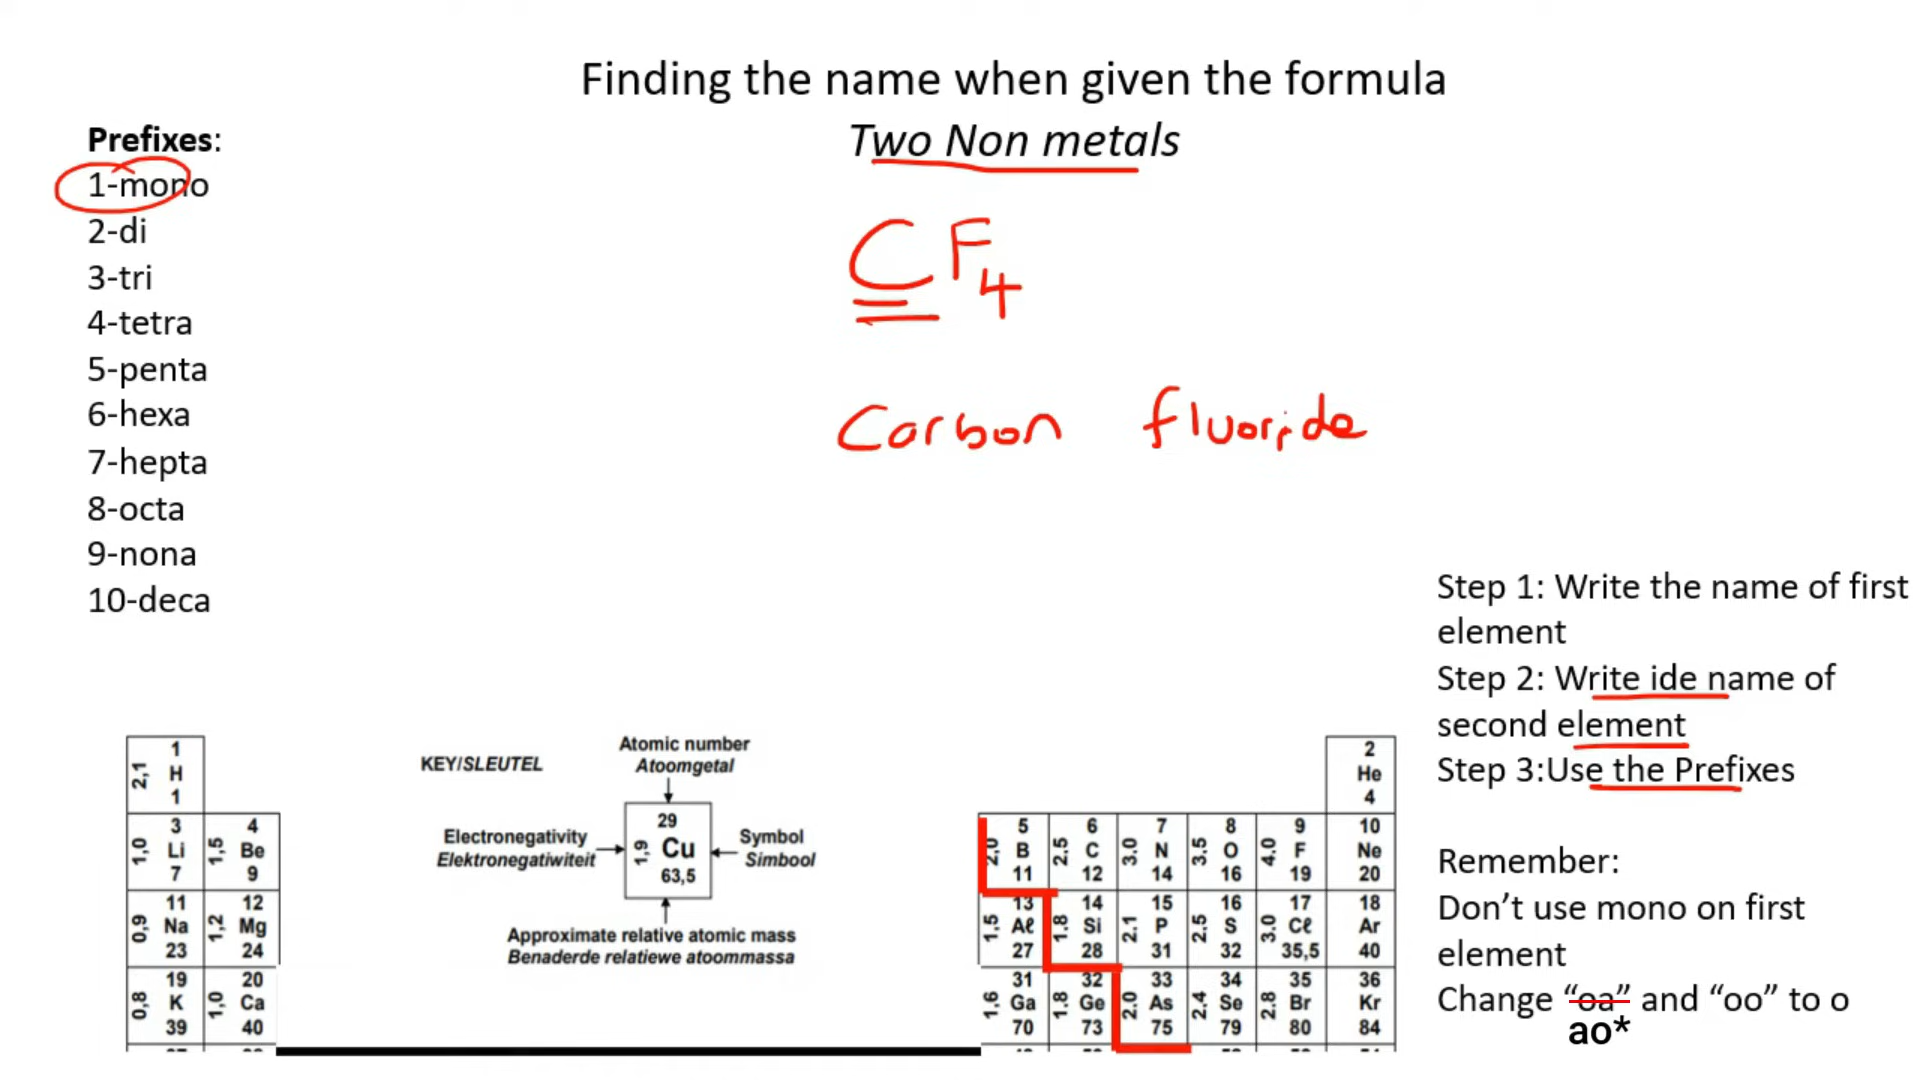 Finding the name when given the formula
Two Non metals
Prefixes:
1-mono
2-di
3-tri
4-tetra
5-penta
6-hexa
7-hepta
8-octa
9-nona
10-deca
CF4
Carbon fluoride
Step 1: Write the name of first
element
Step 2: Write ide name of
second element
Step 3:Use the Prefixes
Remember:
Don’t use mono on first
element
Change “oa” and “oo” to o
ao*
KEY/SLEUTEL
Atomic number
Atoomgetal
Electronegativity
Elektronegatiwiteit
29
1,9 Cu
63,5
Symbol
Simbool
Approximate relative atomic mass
Benaderde relatiewe atoommassa
1 2
2,1 H He
1 4
3 4 5 6 7 8 9 10
1,0 Li 1,5 Be 2,0 B 2.5 C 3.0 N 3.5 O 4.0 F Ne
7 9 11 12 14 16 19 20
11 12 13 14 15 16 17 18
0,9 Na 1,2 Mg 1,5 Aℓ 1.8 Si 2.1 P 2.5 S 3.0 Cℓ Ar
23 24 27 28 31 32 35,5 40
19 20 31 32 33 34 35 36
0,8 K 1,0 Ca 1,6 Ga 1.8 Ge 2.0 As 2.4 Se 2.8 Br Kr
39 40 70 73 75 79 80 84